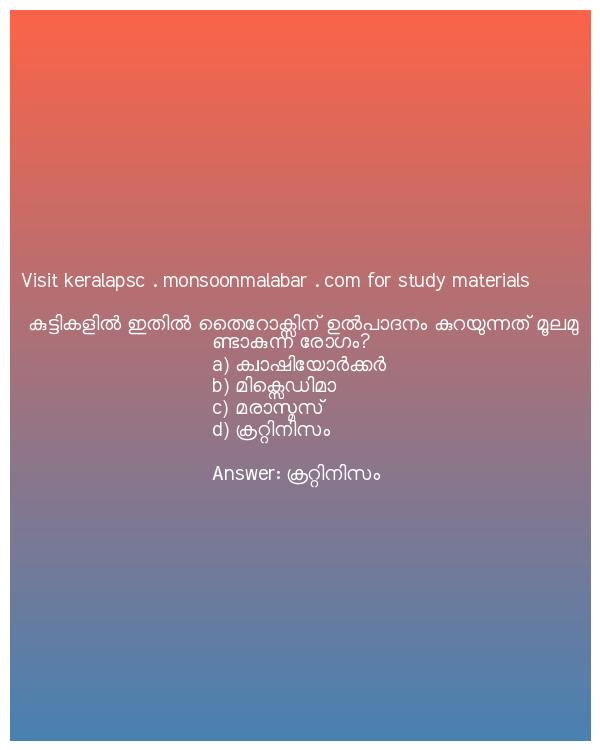 Visit keralapsc . monsoonmalabar . com for study materials
കുട്ടികളിൽ ഇതിൽ തൈറോക്സിന് ഉൽപാദനം കുറയുന്നത് മൂലമു
ണ്ടാകുന്ന രോഗം?
a) ക്വാഷിയോർക്കർ
b) മിക്സെഡിമാ
c) മരാസ്മസ്
d) ക്രറ്റിനിസം
Answer: ക്രറ്റിനിസം